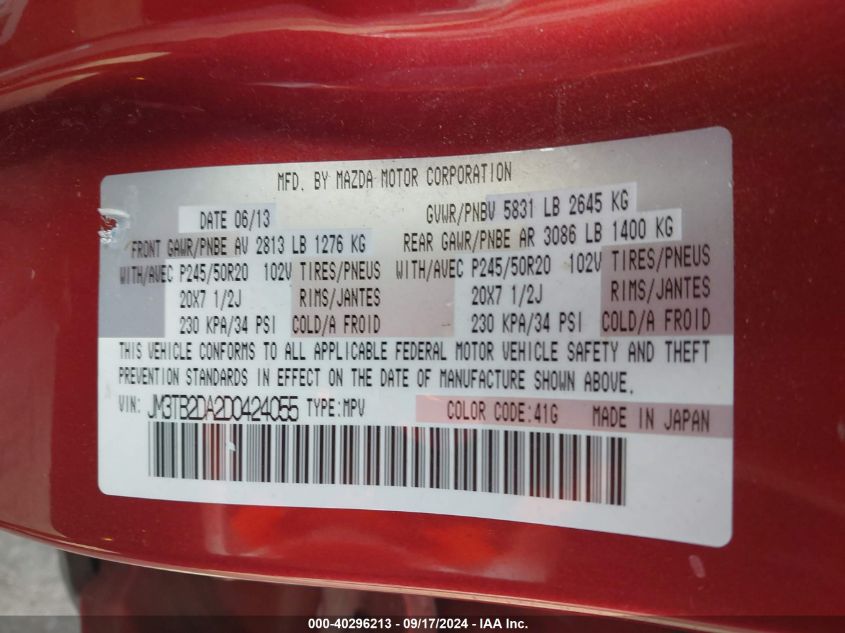 MFD. BY MAZDA MOTOR CORPORATION
DATE 06/13 GVWR/PNBV 5831 LB 2645 KG
FRONT GAWR/PNBE AV 2813 LB 1276 KG REAR GAWR/PNBE AR 3086 LB 1400 KG
WITH/AVEC P245/50R20 102V TIRES/PNEUS WITH/AVEC P245/50R20 102V TIRES/PNEUS
20X7 1/2J RIMS/JANTES 20X7 1/2J RIMS/JANTES
230 KPA/34 PSI COLD/A FROID 230 KPA/34 PSI COLD/A FROID
THIS VEHICLE CONFORMS TO ALL APPLICABLE FEDERAL MOTOR VEHICLE SAFETY AND THEFT
PREVENTION STANDARDS IN EFFECT ON THE DATE OF MANUFACTURE SHOWN ABOVE.
VIN: JM3TB2DA2D0424055 TYPE:MPV COLOR CODE:41G MADE IN JAPAN
000-40296213 - 09/17/2024 - IAA Inc.